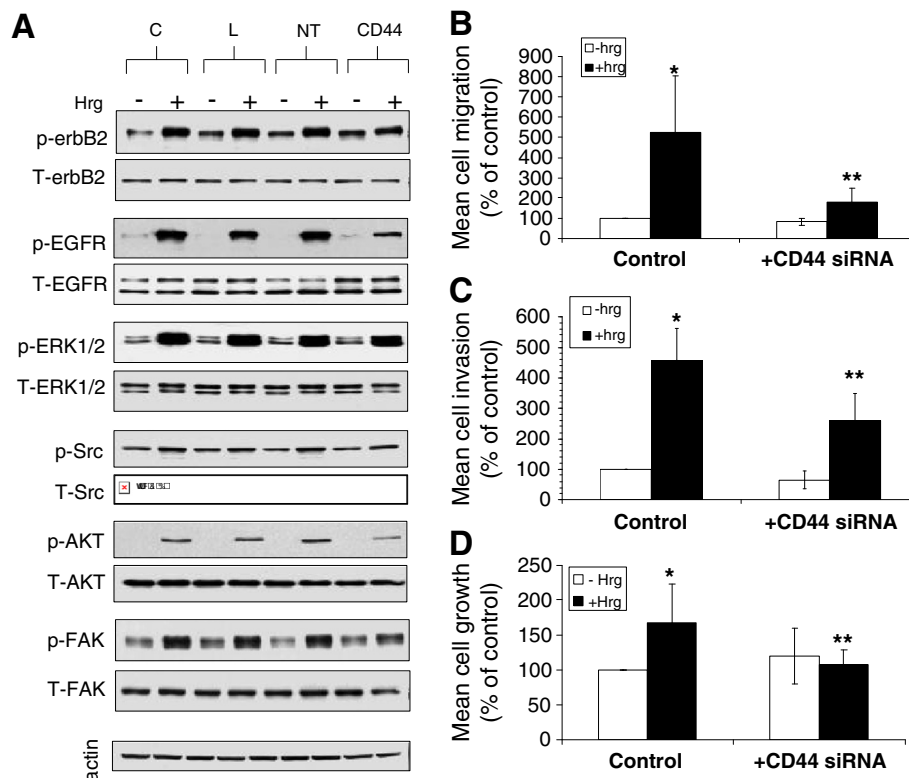 A
C L NT CD44
Hrg - + - + - + - +
p-erbB2
T-erbB2
p-EGFR
T-EGFR
p-ERK1/2
T-ERK1/2
p-Src
T-Src
p-AKT
T-AKT
p-FAK
T-FAK
actin
B
Mean cell migration
(% of control)
-hrg
+hrg
900
800
700
600
500
400
300
200
100
0
*
**
Control +CD44 siRNA
C
Mean cell invasion
(% of control)
-hrg
+hrg
600
500
400
300
200
100
0
*
**
Control +CD44 siRNA
D
Mean cell growth
(% of control)
- Hrg
+Hrg
250
200
150
100
50
0
*
**
Control +CD44 siRNA